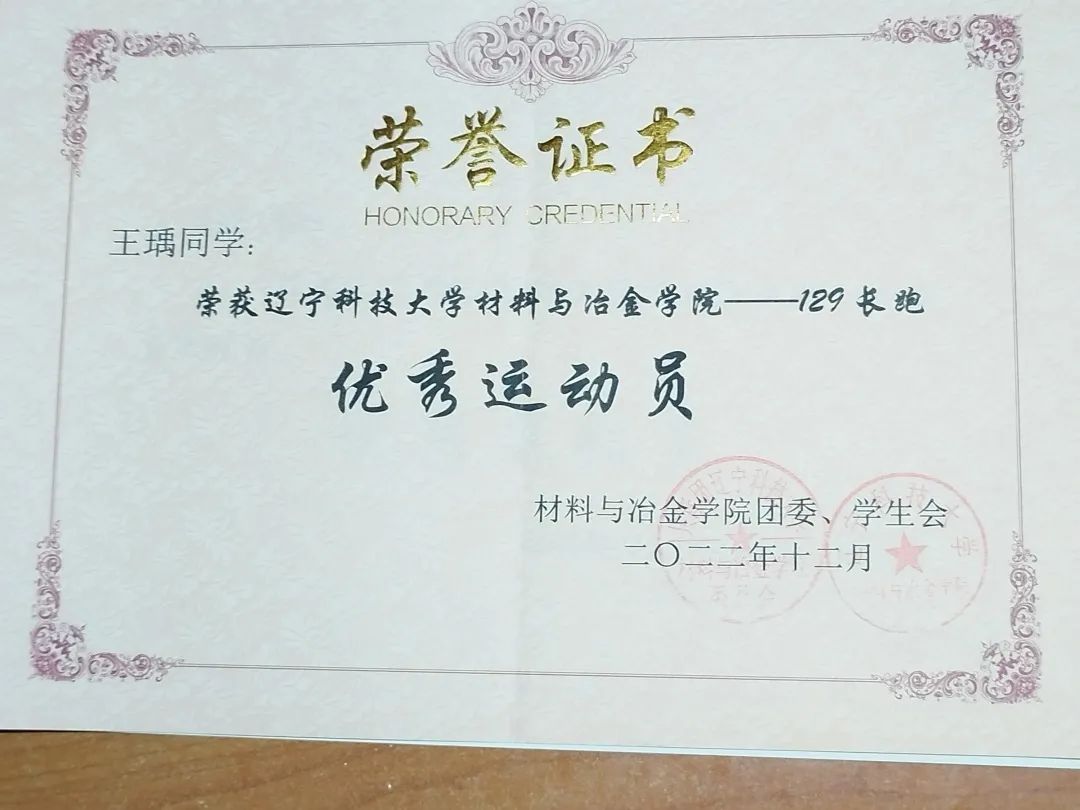 荣誉证书
HONORARY CREDENTIAL
王瑀同学:
荣获辽宁科技大学材料与冶金学院——129长跑
优秀运动员
材料与冶金学院团委、学生会
二〇二二年十二月